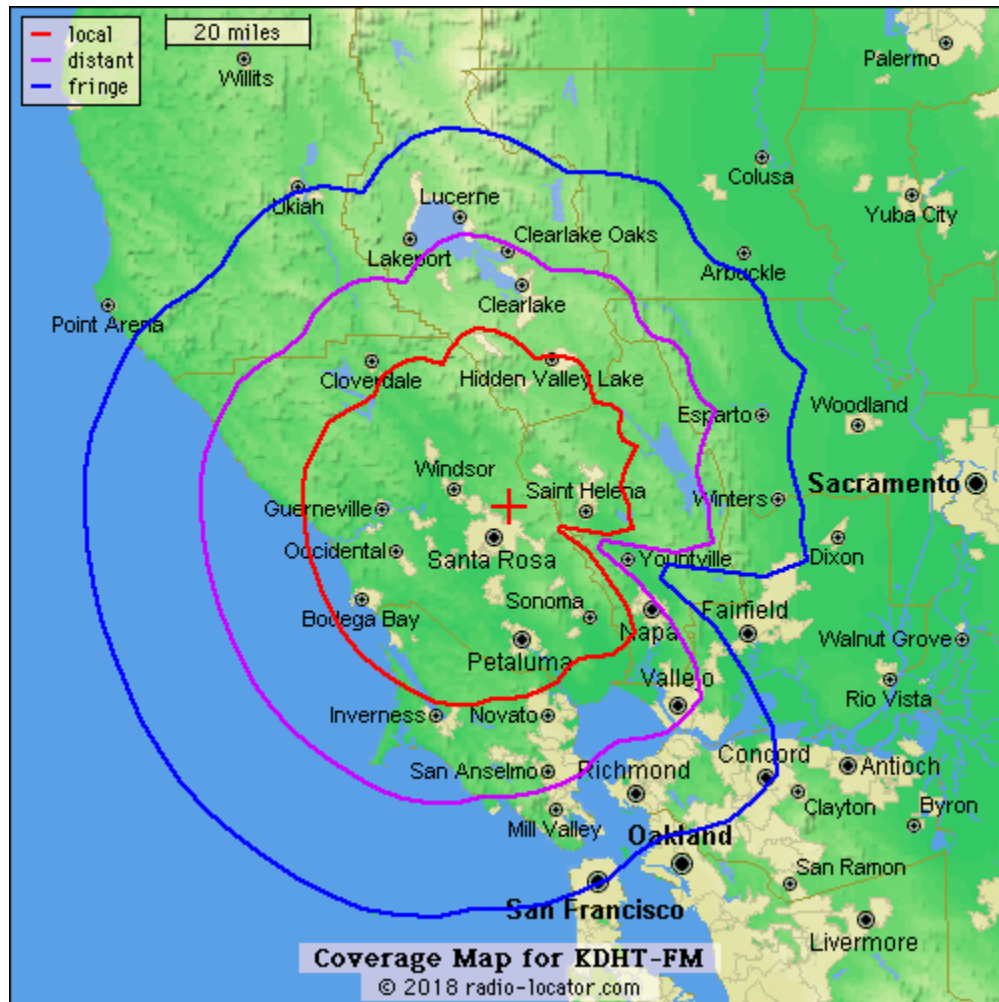 local
distant
fringe
20 miles
Willits
Palermo
Colusa
Ukiah
Lucerne
Yuba City
Clearlake Oaks
Lakeport
Arbuckle
Clearlake
Point Arena
Cloverdale
Hidden Valley Lake
Esparto
Woodland
Windsor
Saint Helena
Winters
Sacramento
Guerneville
Santa Rosa
Occidental
Yountville
Dixon
Sonoma
Bodega Bay
Napa
Fairfield
Walnut Grove
Petaluma
Vallejo
Rio Vista
Inverness
Novato
San Anselmo
Richmond
Concord
Antioch
Clayton
Byron
Mill Valley
Oakland
San Ramon
San Francisco
Livermore
Coverage Map for KDHT-FM
© 2018 radio-locator.com